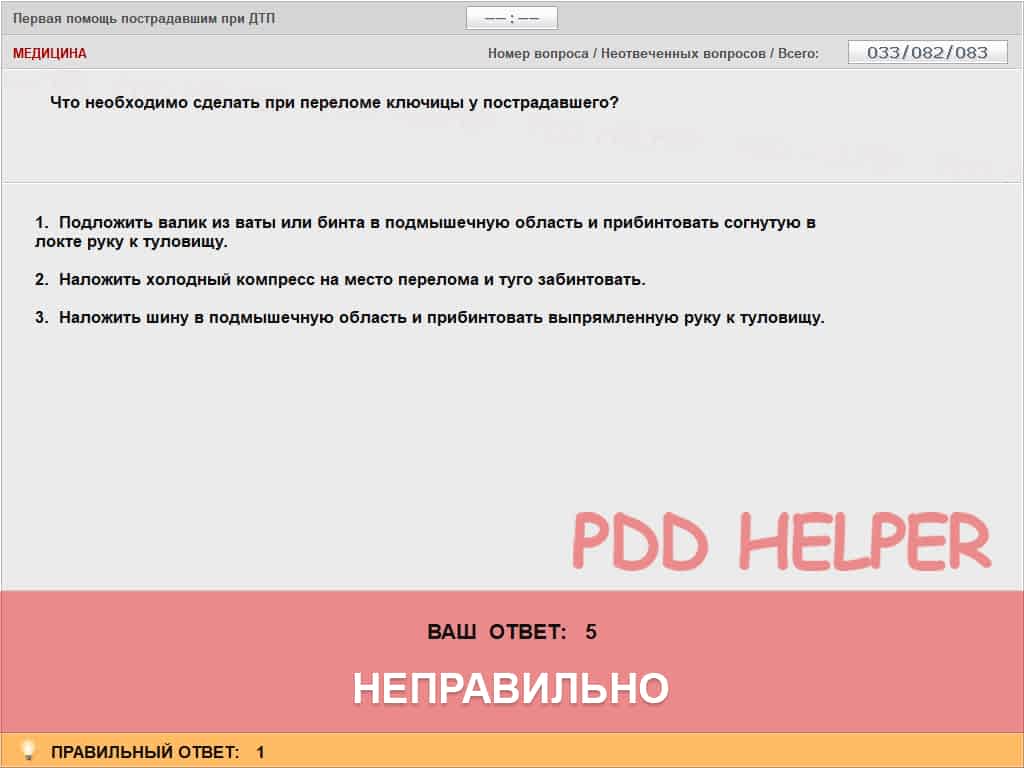 Первая помощь пострадавшим при ДТП
—— : ——
МЕДИЦИНА
Номер вопроса / Неотвеченных вопросов / Всего:
033/082/083
Что необходимо сделать при переломе ключицы у пострадавшего?
1. Подложить валик из ваты или бинта в подмышечную область и прибинтовать согнутую в
локте руку к туловищу.
2. Наложить холодный компресс на место перелома и туго забинтовать.
3. Наложить шину в подмышечную область и прибинтовать выпрямленную руку к туловищу.
PDD HELPER
ВАШ ОТВЕТ: 5
НЕПРАВИЛЬНО
ПРАВИЛЬНЫЙ ОТВЕТ: 1